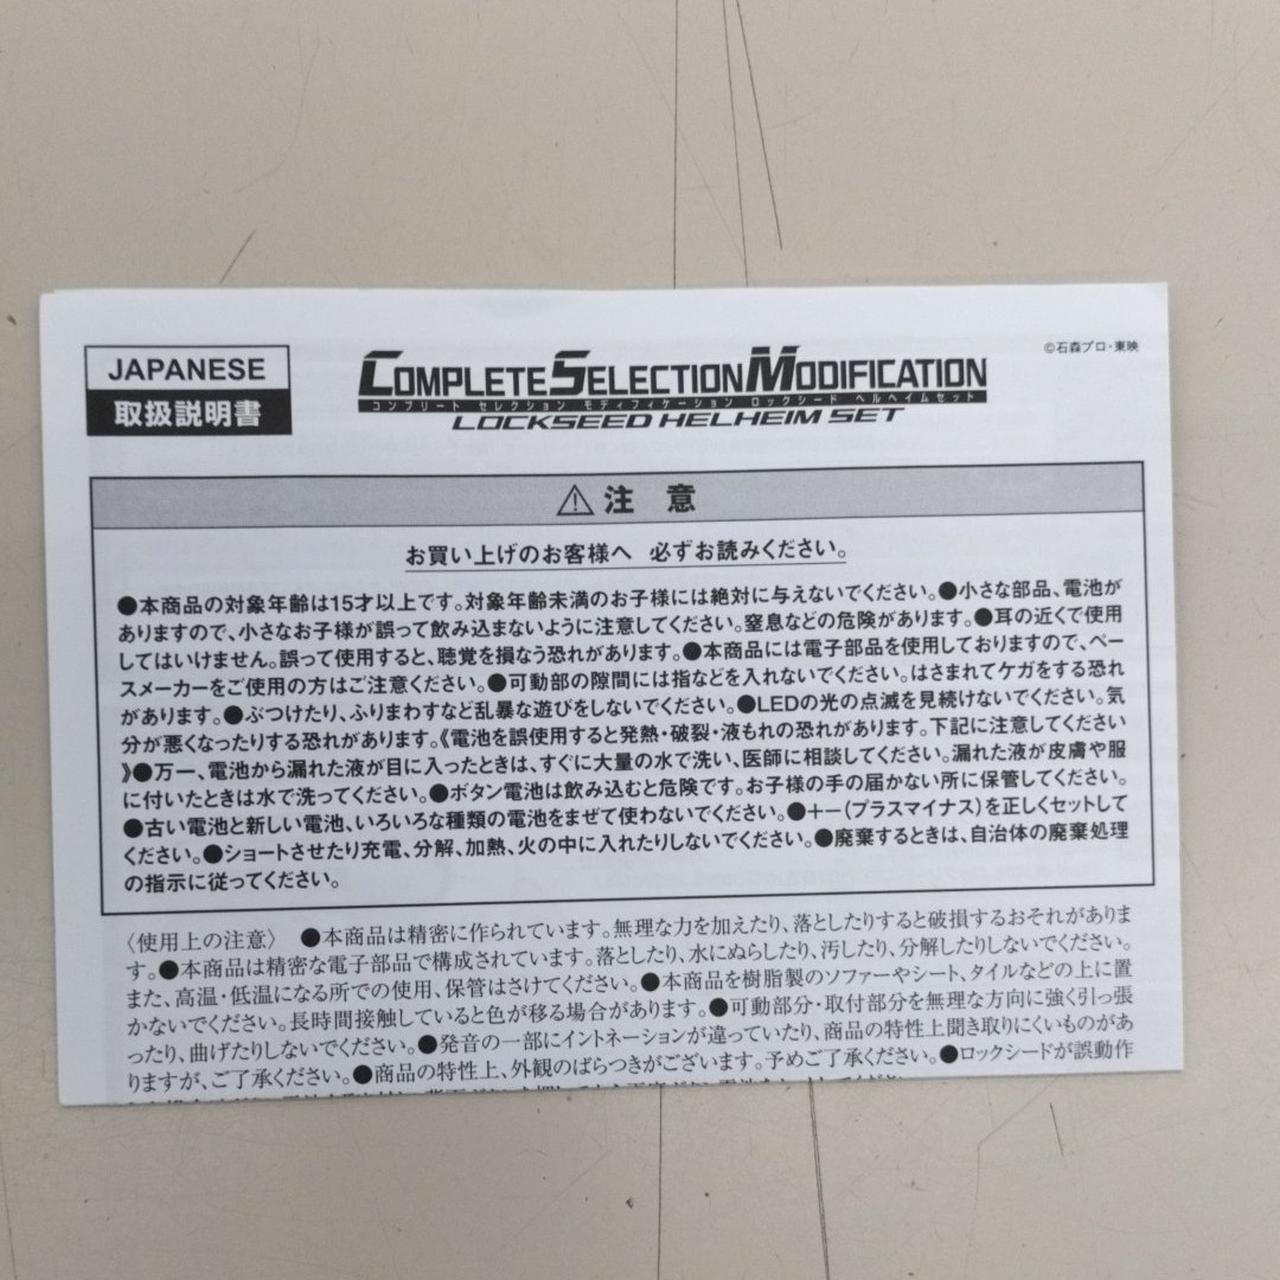 JAPANESE
取扱説明書
COMPLETE SELECTION MODIFICATION
コンプリート セレクション モディフィケーション ロックシード ヘルヘイムセット
LOCKSEED HELHEIM SET
©石森プロ・東映
⚠注 意
お買い上げのお客様へ 必ずお読みください。
●本商品の対象年齢は15才以上です。対象年齢未満のお子様には絶対に与えないでください。●小さな部品、電池が
ありますので、小さなお子様が誤って飲み込まないように注意してください。窒息などの危険があります。●耳の近くで使用
してはいけません。誤って使用すると、聴覚を損なう恐れがあります。●本商品には電子部品を使用しておりますので、ペー
スメーカーをご使用の方はご注意ください。●可動部の隙間には指などを入れないでください。はさまれてケガをする恐れ
があります。●ぶつけたり、ふりまわすなど乱暴な遊びをしないでください。●LEDの光の点滅を見続けないでください。気
分が悪くなったりする恐れがあります。《電池を誤使用すると発熱・破裂・液もれの恐れがあります。下記に注意してください
》●万一、電池から漏れた液が目に入ったときは、すぐに大量の水で洗い、医師に相談してください。漏れた液が皮膚や服
に付いたときは水で洗ってください。●ボタン電池は飲み込むと危険です。お子様の手の届かない所に保管してください。
●古い電池と新しい電池、いろいろな種類の電池をまぜて使わないでください。●+-(プラスマイナス)を正しくセットして
ください。●ショートさせたり充電、分解、加熱、火の中に入れたりしないでください。●廃棄するときは、自治体の廃棄処理
の指示に従ってください。
〈使用上の注意〉 ●本商品は精密に作られています。無理な力を加えたり、落としたりすると破損するおそれがありま
す。●本商品は精密な電子部品で構成されています。落としたり、水にぬらしたり、汚したり、分解したりしないでください。
また、高温・低温になる所での使用、保管はさけてください。●本商品を樹脂製のソファーやシート、タイルなどの上に置
かないでください。長時間接触していると色が移る場合があります。●可動部分・取付部分を無理な方向に強く引っ張
ったり、曲げたりしないでください。●発音の一部にイントネーションが違っていたり、商品の特性上聞き取りにくいものがあ
りますが、ご了承ください。●商品の特性上、外観のばらつきがございます。予めご了承ください。●ロックシードが誤動作